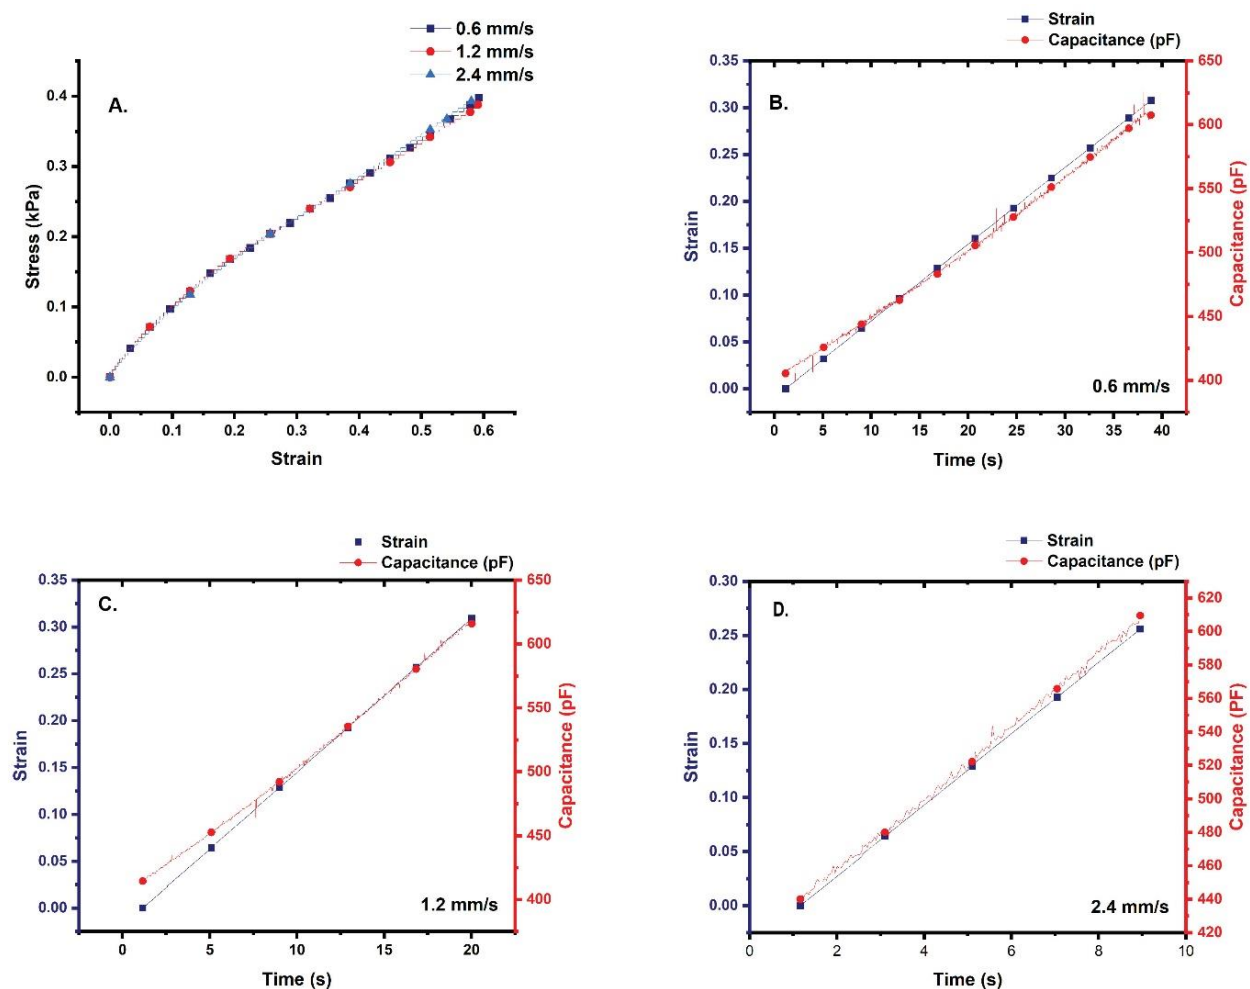 0.6 mm/s
1.2 mm/s
2.4 mm/s
A.
0.4
0.3
0.2
0.1
0.0
Stress (kPa)
0.0 0.1 0.2 0.3 0.4 0.5 0.6
Strain
Strain
Capacitance (pF)
B.
0.35
0.30
0.25
0.20
0.15
0.10
0.05
0.00
Strain
650
600
550
500
450
400
Capacitance (pF)
0.6 mm/s
0 5 10 15 20 25 30 35 40
Time (s)
Strain
Capacitance (pF)
C.
0.35
0.30
0.25
0.20
0.15
0.10
0.05
0.00
Strain
650
600
550
500
450
400
Capacitance (pF)
1.2 mm/s
0 5 10 15 20
Time (s)
Strain
Capacitance (pF)
D.
0.30
0.25
0.20
0.15
0.10
0.05
0.00
Strain
620
600
580
560
540
520
500
480
460
440
420
Capacitance (PF)
2.4 mm/s
0 2 4 6 8 10
Time (s)